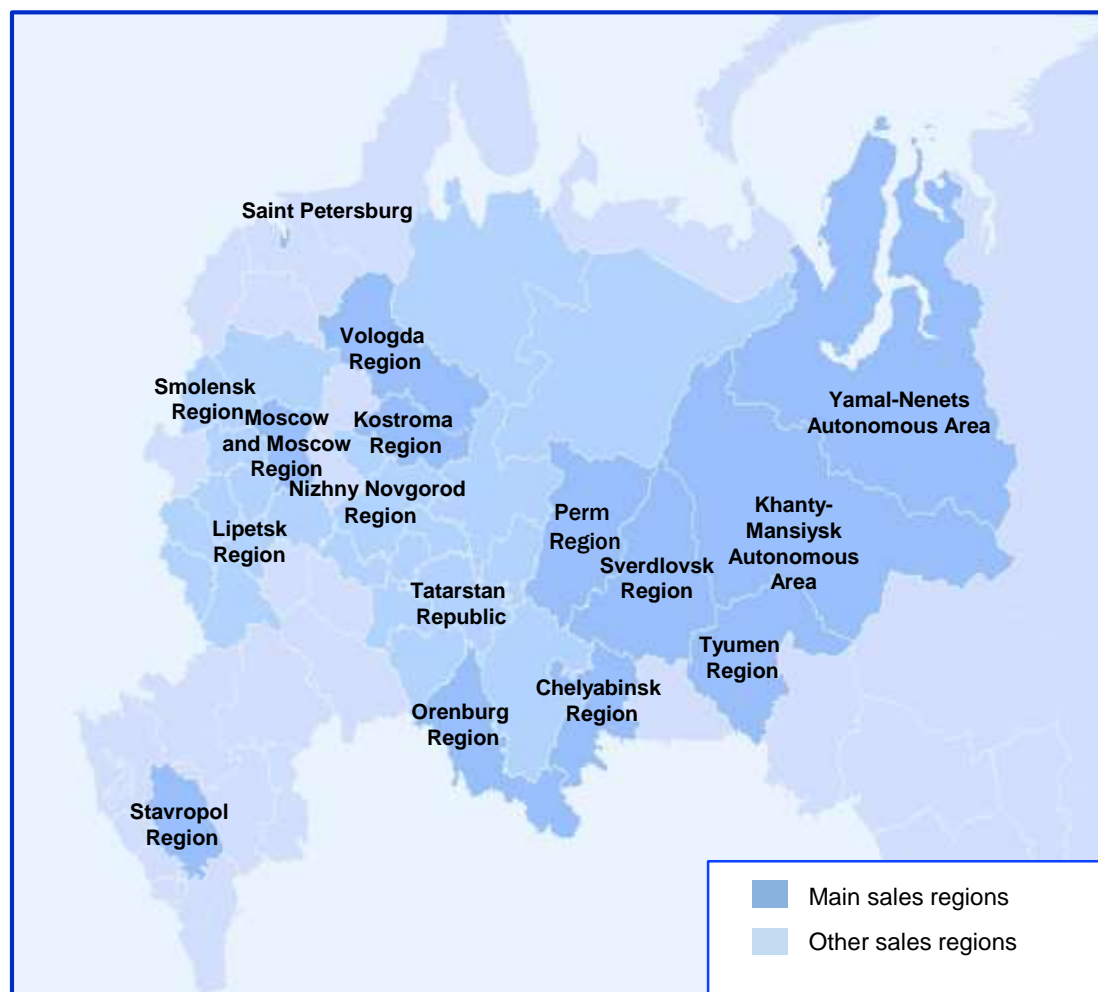 Saint Petersburg
Vologda
Region
Smolensk
Region
Moscow
and Moscow
Region
Kostroma
Region
Yamal-Nenets
Autonomous Area
Nizhny Novgorod
Region
Lipetsk
Region
Perm
Region
Khanty-
Mansiysk
Autonomous
Area
Sverdlovsk
Region
Tatarstan
Republic
Tyumen
Region
Chelyabinsk
Region
Orenburg
Region
Stavropol
Region
Main sales regions
Other sales regions